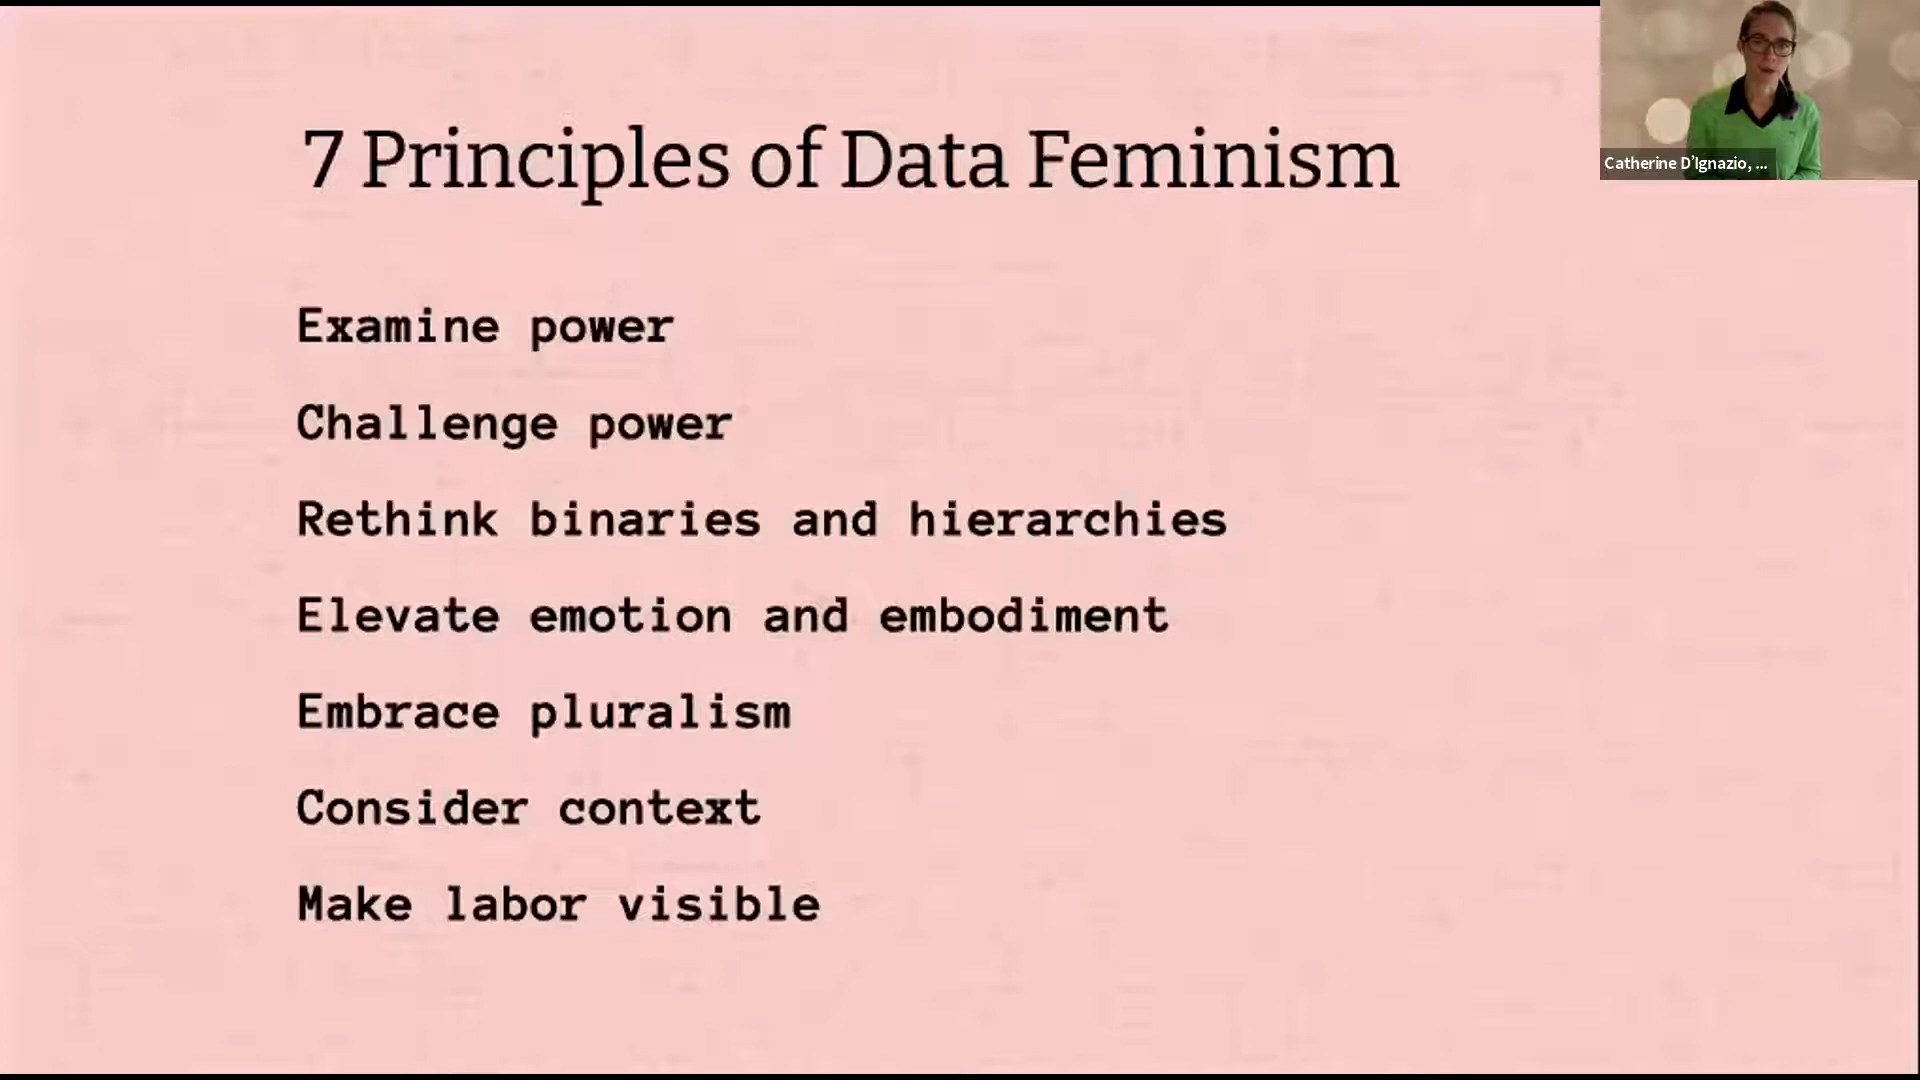 7 Principles of Data Feminism
Examine power
Challenge power
Rethink binaries and hierarchies
Elevate emotion and embodiment
Embrace pluralism
Consider context
Make labor visible
Catherine D'Ignazio, ...